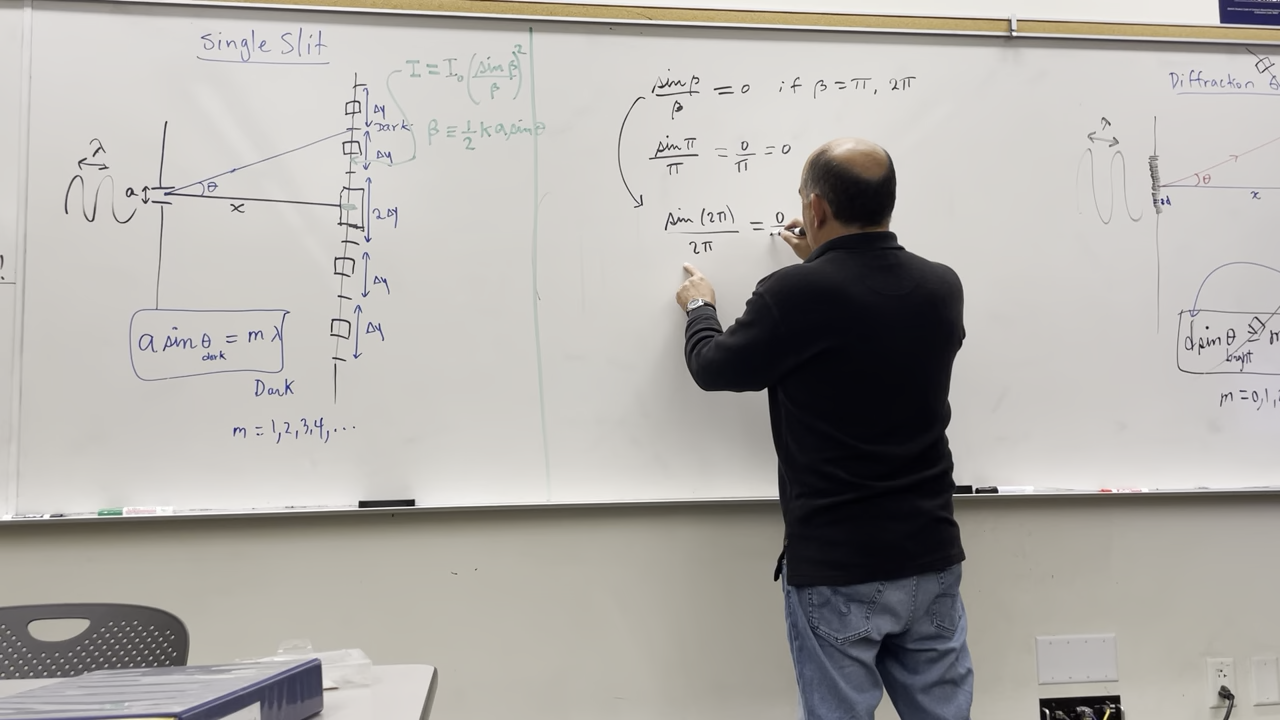 Single Slit
I = I₀ (sin β / β)²
β ≡ 1/2 k a sin θ
Δy
Dark
Δy
λ
a
θ
x
2Δy
Δy
Δy
a sin θ dark = m λ
Dark
m = 1,2,3,4, ...
sin β / β = 0 if β = π, 2π
sin π / π = 0/π = 0
sin (2π) / 2π = 0
Diffraction
λ
θ
x
d sin θ bright
m = 0,1,